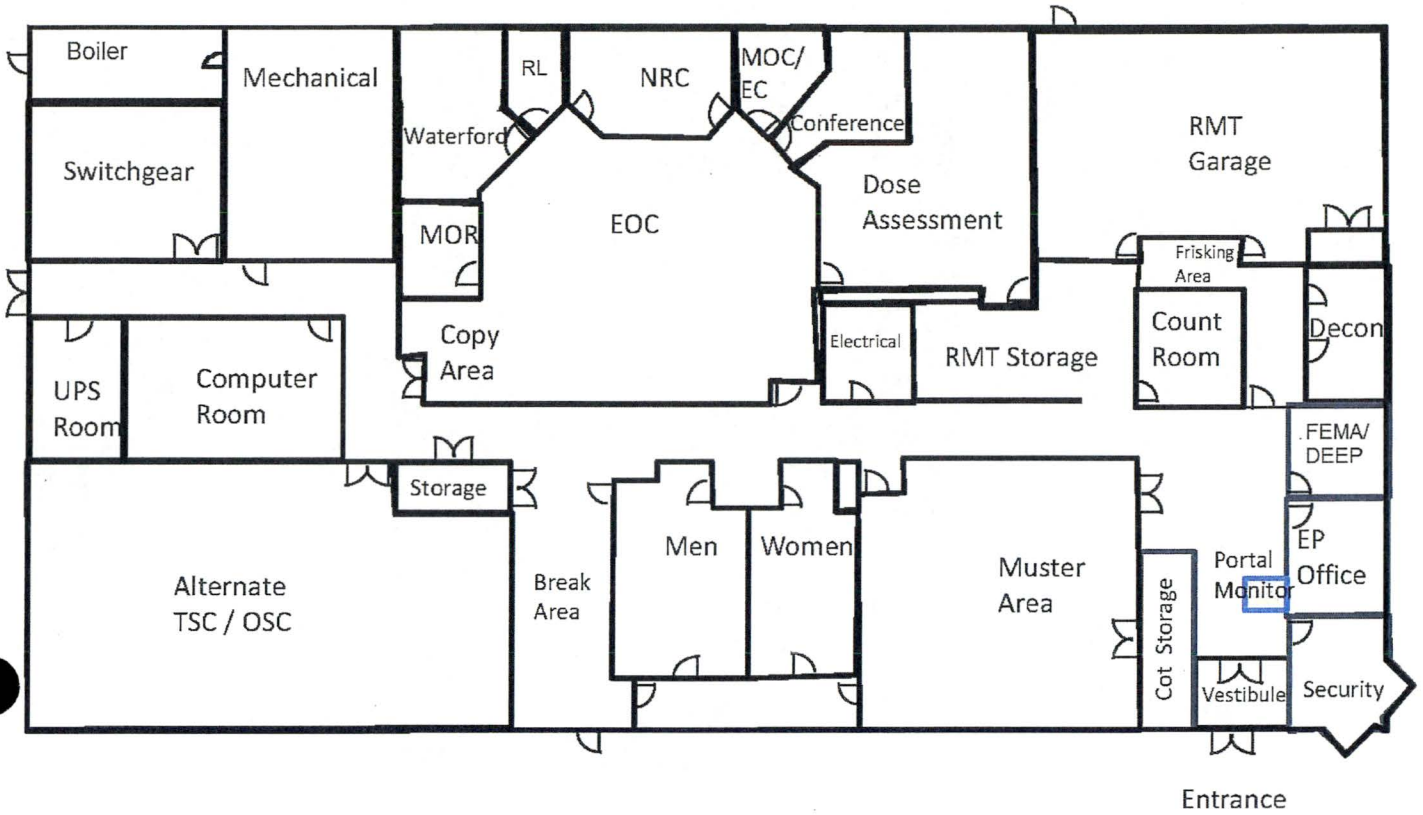 Boiler
Mechanical
RL
NRC
MOC/
EC
Waterford
Conference
RMT
Garage
Switchgear
Dose
Assessment
MOR
EOC
Frisking
Area
Copy
Area
Electrical
RMT Storage
Count
Room
Decon
UPS
Room
Computer
Room
.FEMA/
DEEP
Storage
Men
Women
Muster
Area
Portal
Monitor
EP
Office
Alternate
TSC / OSC
Break
Area
Cot Storage
Vestibule
Security
Entrance